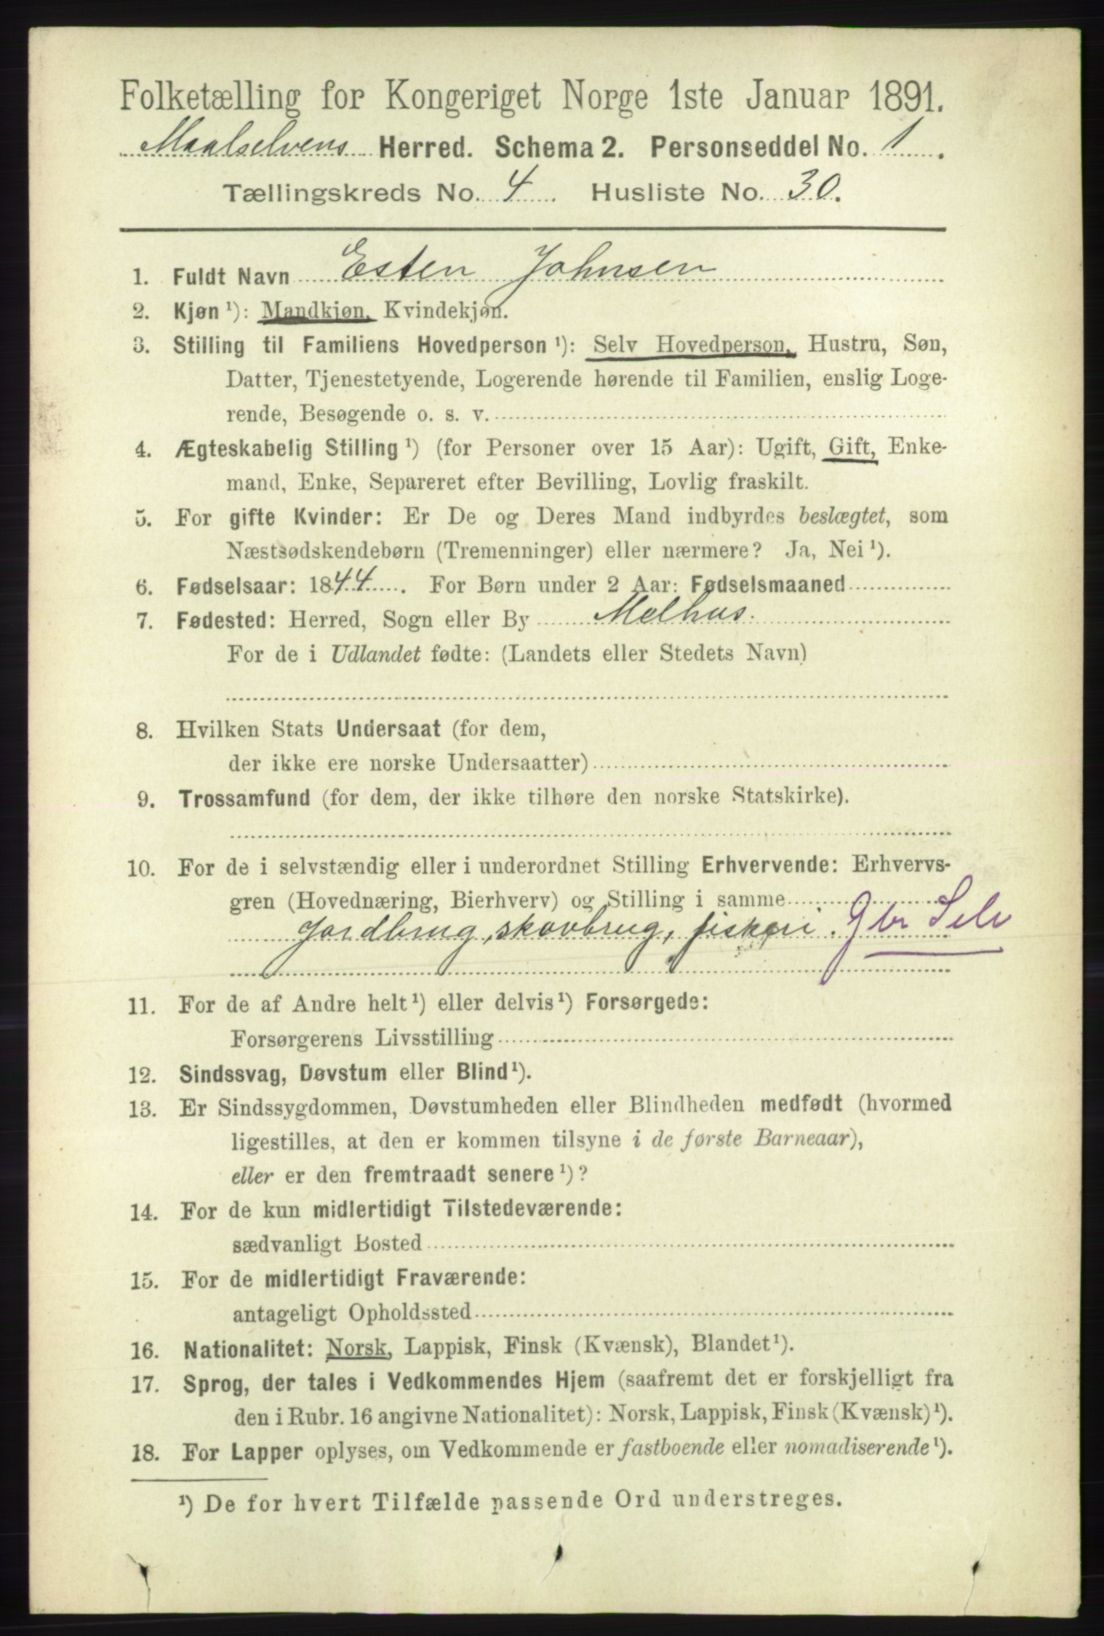 Folketælling for Kongeriget Norge 1ste Januar 1891.
Maalselvens Herred. Schema 2. Personseddel No. 1.
Tællingskreds No. 4. Husliste No. 30.
1. Fuldt Navn Esten Johnsen
2. Kjøn ¹): Mandkjøn, Kvindekjøn.
3. Stilling til Familiens Hovedperson ¹): Selv Hovedperson, Hustru, Søn,
Datter, Tjenestetyende, Logerende hørende til Familien, enslig Loge-
rende, Besøgende o. s. v.
4. Ægteskabelig Stilling ¹) (for Personer over 15 Aar): Ugift, Gift, Enke-
mand, Enke, Separeret efter Bevilling, Lovlig fraskilt.
5. For gifte Kvinder: Er De og Deres Mand indbyrdes beslægtet, som
Næstsødskendebørn (Tremenninger) eller nærmere? Ja, Nei ¹).
6. Fødselsaar: 1844. For Børn under 2 Aar: Fødselsmaaned
7. Fødested: Herred, Sogn eller By Melhus.
For de i Udlandet fødte: (Landets eller Stedets Navn)
8. Hvilken Stats Undersaat (for dem,
der ikke ere norske Undersaatter)
9. Trossamfund (for dem, der ikke tilhøre den norske Statskirke).
10. For de i selvstændig eller i underordnet Stilling Erhvervende: Erhvervs-
gren (Hovednæring, Bierhverv) og Stilling i samme
Jordbrug, skovbrug, fiskeri. Gbr Selv
11. For de af Andre helt ¹) eller delvis ¹) Forsørgede:
Forsørgerens Livsstilling
12. Sindssvag, Døvstum eller Blind ¹).
13. Er Sindssygdommen, Døvstumheden eller Blindheden medfødt (hvormed
ligestilles, at den er kommen tilsyne i de første Barneaar),
eller er den fremtraadt senere ¹)?
14. For de kun midlertidigt Tilstedeværende:
sædvanligt Bosted
15. For de midlertidigt Fraværende:
antageligt Opholdssted
16. Nationalitet: Norsk, Lappisk, Finsk (Kvænsk), Blandet ¹).
17. Sprog, der tales i Vedkommendes Hjem (saafremt det er forskjelligt fra
den i Rubr. 16 angivne Nationalitet): Norsk, Lappisk, Finsk (Kvænsk) ¹).
18. For Lapper oplyses, om Vedkommende er fastboende eller nomadiserende ¹).
¹) De for hvert Tilfælde passende Ord understreges.